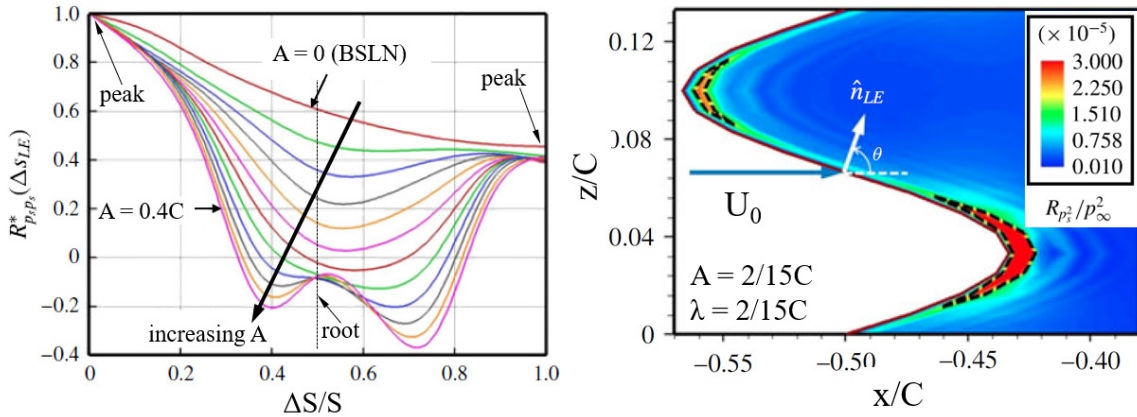 1.0
0.8
0.6
0.4
0.2
0
−0.2
−0.4
R*pₛpₛ(ΔsLE)
peak
A = 0 (BSLN)
peak
A = 0.4C
increasing A
root
0 0.2 0.4 0.6 0.8 1.0
ΔS/S
0.12
0.08
0.04
0
z/C
n̂LE
θ
U₀
A = 2/15C
λ = 2/15C
(× 10⁻⁵)
3.000
2.255
1.510
0.758
0.010
Rpₛ²/p∞²
−0.55 −0.50 −0.45 −0.40
x/C